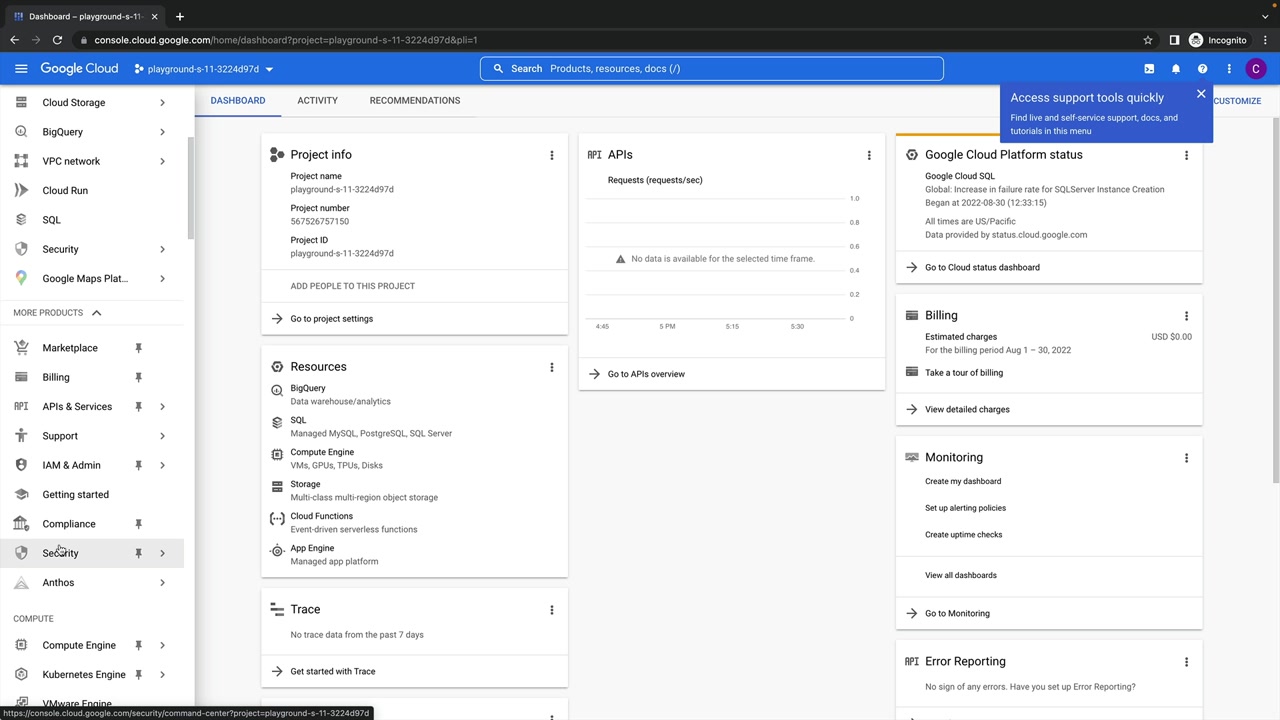 Dashboard – playground-s-11-
console.cloud.google.com/home/dashboard?project=playground-s-11-3224d97d&pli=1
Incognito
Google Cloud
playground-s-11-3224d97d
Search Products, resources, docs (/)
C
Cloud Storage
BigQuery
VPC network
Cloud Run
SQL
Security
Google Maps Plat...
MORE PRODUCTS
Marketplace
Billing
APIs & Services
Support
IAM & Admin
Getting started
Compliance
Security
Anthos
COMPUTE
Compute Engine
Kubernetes Engine
VMware Engine
https://console.cloud.google.com/security/command-center?project=playground-s-11-3224d97d
DASHBOARD
ACTIVITY
RECOMMENDATIONS
CUSTOMIZE
Access support tools quickly
Find live and self-service support, docs, and
tutorials in this menu
Project info
Project name
playground-s-11-3224d97d
Project number
567526757150
Project ID
playground-s-11-3224d97d
ADD PEOPLE TO THIS PROJECT
Go to project settings
Resources
BigQuery
Data warehouse/analytics
SQL
Managed MySQL, PostgreSQL, SQL Server
Compute Engine
VMs, GPUs, TPUs, Disks
Storage
Multi-class multi-region object storage
Cloud Functions
Event-driven serverless functions
App Engine
Managed app platform
Trace
No trace data from the past 7 days
Get started with Trace
API APIs
Requests (requests/sec)
1.0
0.8
0.6
No data is available for the selected time frame.
0.4
0.2
0
4:45 5 PM 5:15 5:30
Go to APIs overview
Google Cloud Platform status
Google Cloud SQL
Global: Increase in failure rate for SQLServer Instance Creation
Began at 2022-08-30 (12:33:15)
All times are US/Pacific
Data provided by status.cloud.google.com
Go to Cloud status dashboard
Billing
Estimated charges USD $0.00
For the billing period Aug 1 – 30, 2022
Take a tour of billing
View detailed charges
Monitoring
Create my dashboard
Set up alerting policies
Create uptime checks
View all dashboards
Go to Monitoring
API Error Reporting
No sign of any errors. Have you set up Error Reporting?